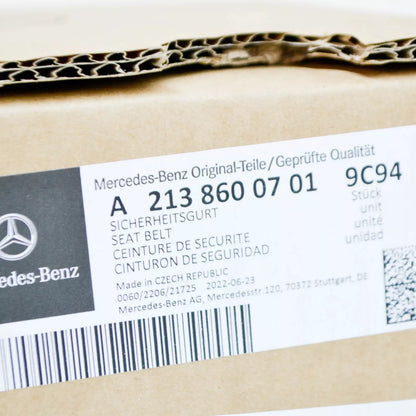 Mercedes-Benz Original-Teile/Geprüfte Qualität
A 213 860 07 01 9C94
SICHERHEITSGURT Stück
SEAT BELT unit
CEINTURE DE SECURITE unité
CINTURON DE SEGURIDAD unidad
Made in CZECH REPUBLIC
0060/2206/21725 2022-06-23
Mercedes-Benz AG, Mercedesstr.120, 70372 Stuttgart, DE
edes-Benz